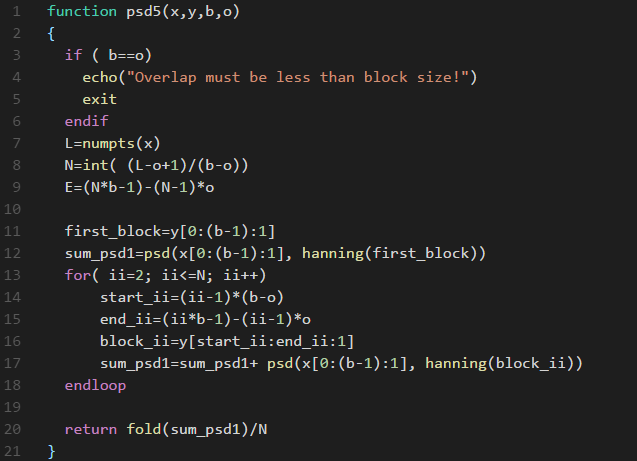 1 function psd5(x,y,b,o)
2 {
3 if ( b==o)
4 echo("Overlap must be less than block size!")
5 exit
6 endif
7 L=numpts(x)
8 N=int( (L-o+1)/(b-o))
9 E=(N*b-1)-(N-1)*o
10
11 first_block=y[0:(b-1):1]
12 sum_psd1=psd(x[0:(b-1):1], hanning(first_block))
13 for( ii=2; ii<=N; ii++)
14 start_ii=(ii-1)*(b-o)
15 end_ii=(ii*b-1)-(ii-1)*o
16 block_ii=y[start_ii:end_ii:1]
17 sum_psd1=sum_psd1+ psd(x[0:(b-1):1], hanning(block_ii))
18 endloop
19
20 return fold(sum_psd1)/N
21 }